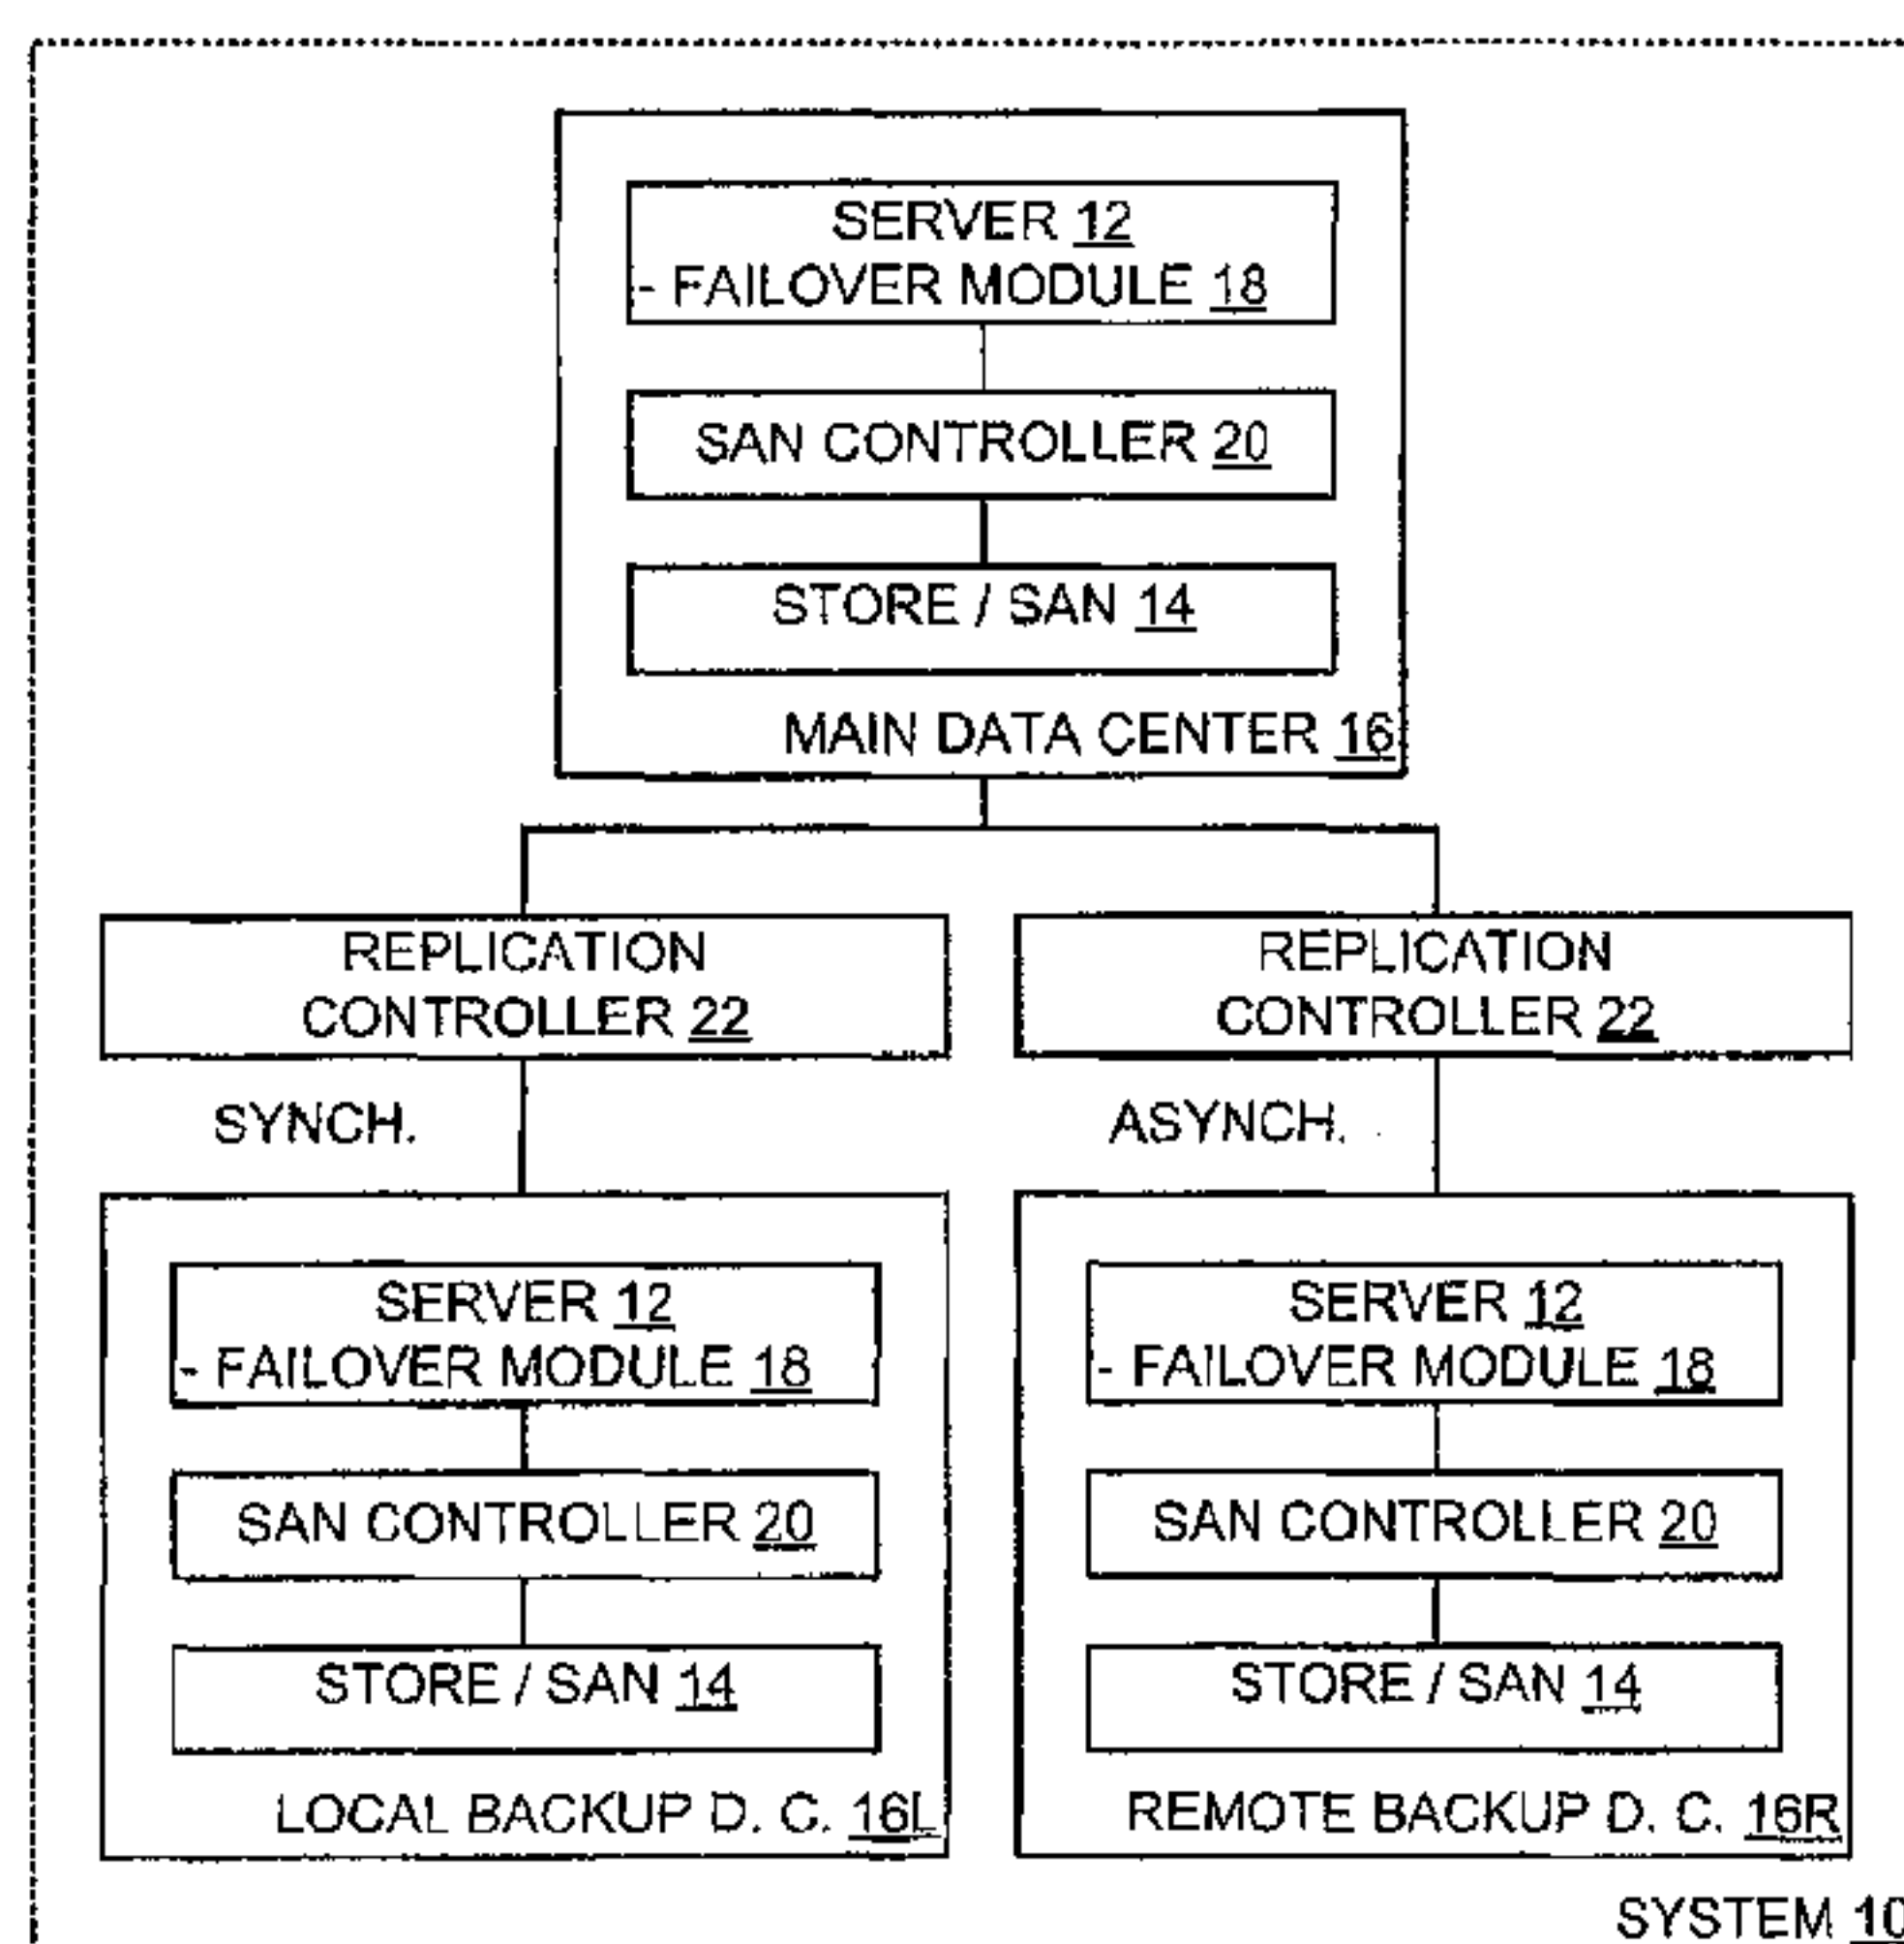 SERVER 12
- FAILOVER MODULE 18
SAN CONTROLLER 20
STORE / SAN 14
MAIN DATA CENTER 16
REPLICATION
CONTROLLER 22
REPLICATION
CONTROLLER 22
SYNCH.
ASYNCH.
SERVER 12
- FAILOVER MODULE 18
SAN CONTROLLER 20
STORE / SAN 14
LOCAL BACKUP D. C. 16L
SERVER 12
- FAILOVER MODULE 18
SAN CONTROLLER 20
STORE / SAN 14
REMOTE BACKUP D. C. 16R
SYSTEM 10